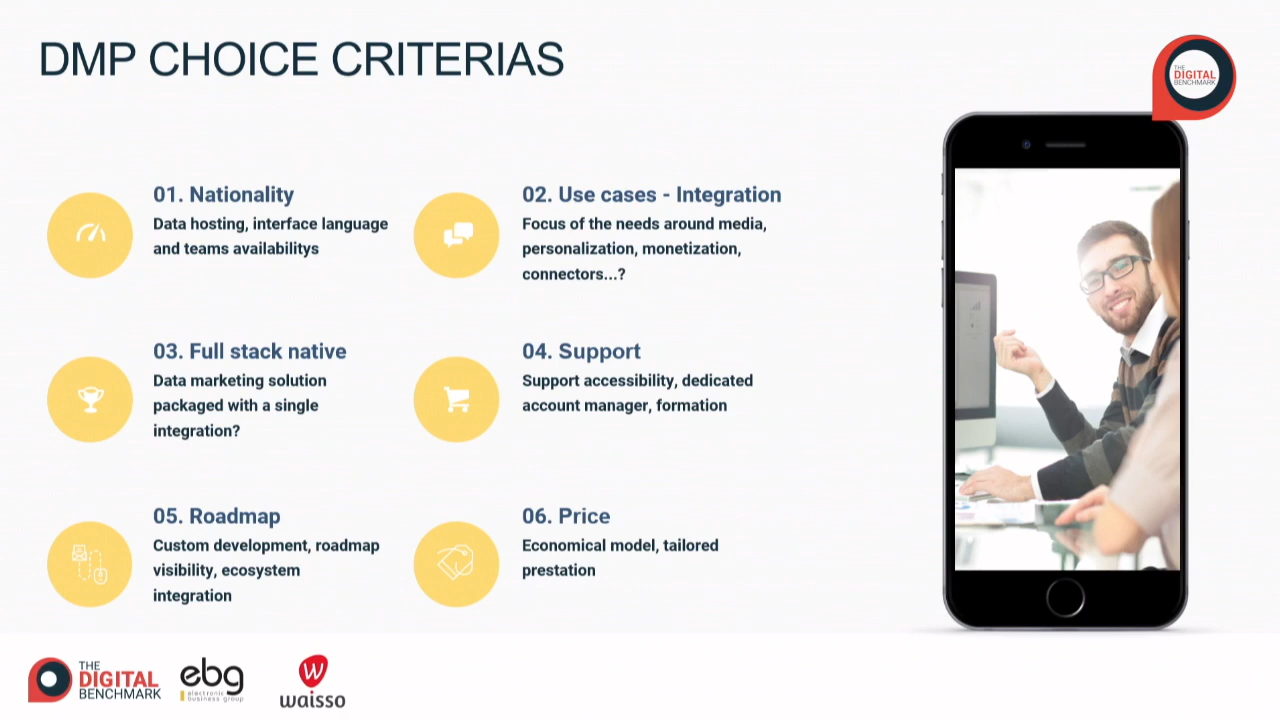 DMP CHOICE CRITERIAS
THE
DIGITAL
BENCHMARK
01. Nationality
Data hosting, interface language
and teams availabilitys
02. Use cases - Integration
Focus of the needs around media,
personalization, monetization,
connectors...?
03. Full stack native
Data marketing solution
packaged with a single
integration?
04. Support
Support accessibility, dedicated
account manager, formation
05. Roadmap
Custom development, roadmap
visibility, ecosystem
integration
06. Price
Economical model, tailored
prestation
THE
DIGITAL
BENCHMARK
ebg
electronic
business group
W
waisso